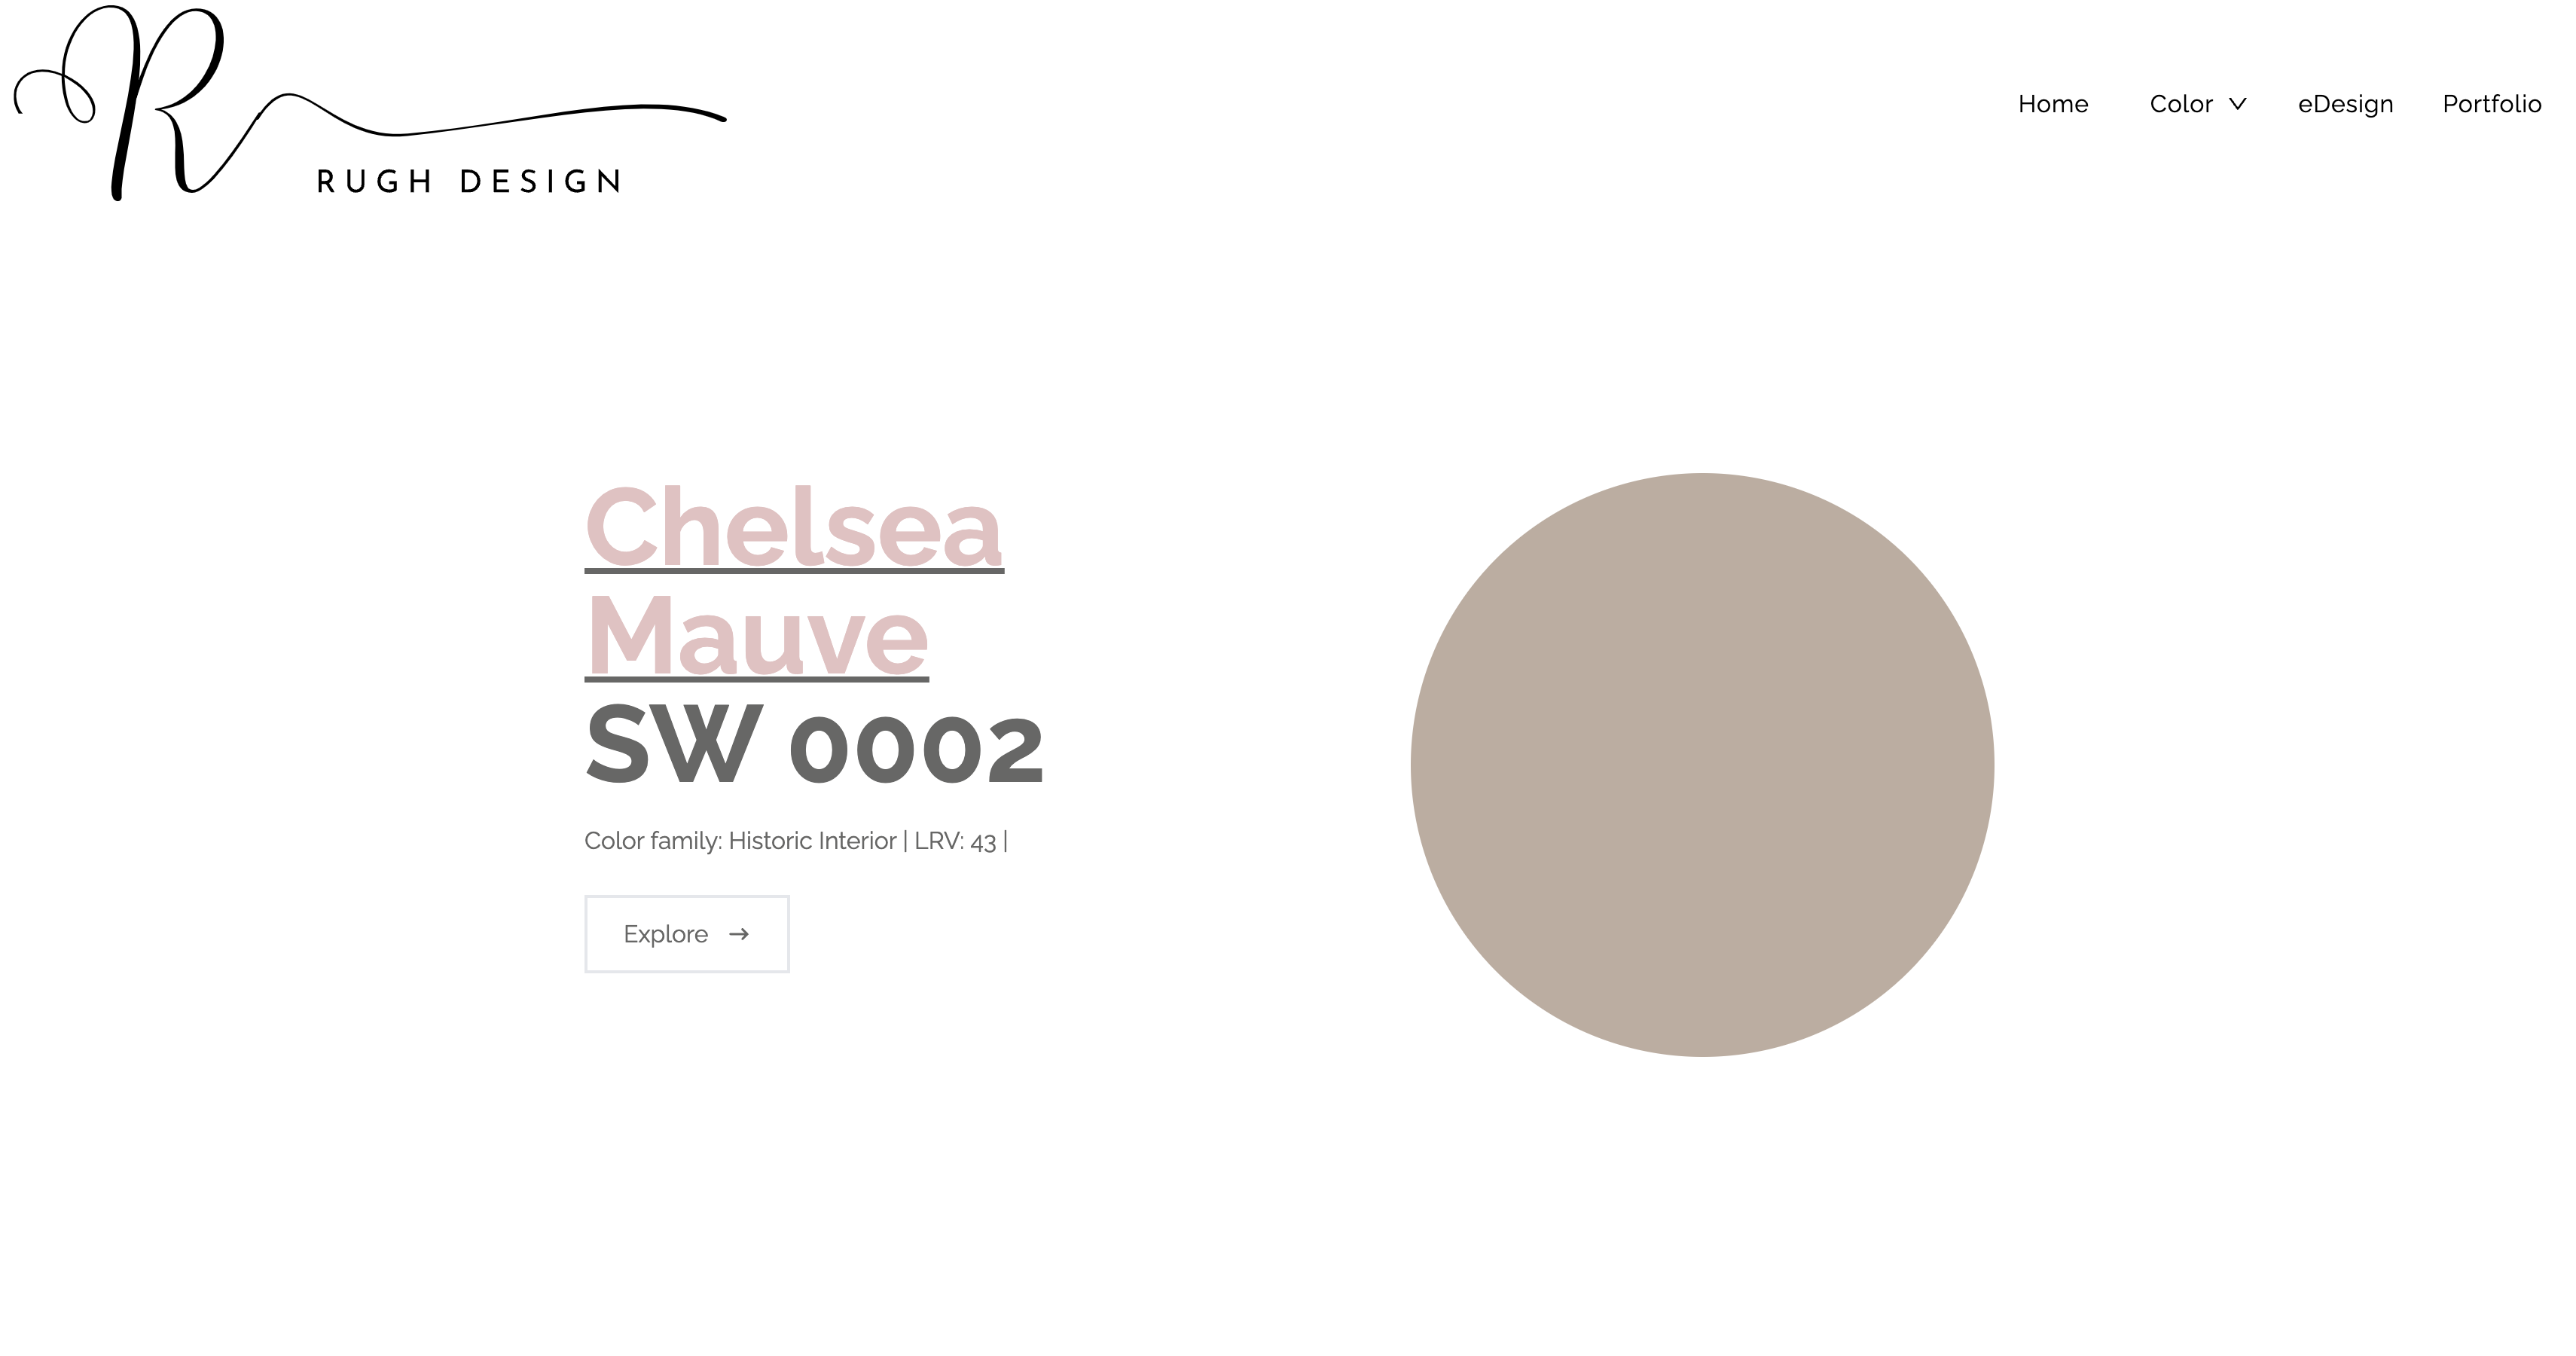 R
RUGH DESIGN
Home Color eDesign Portfolio
Chelsea
Mauve
SW 0002
Color family: Historic Interior | LRV: 43 |
Explore →